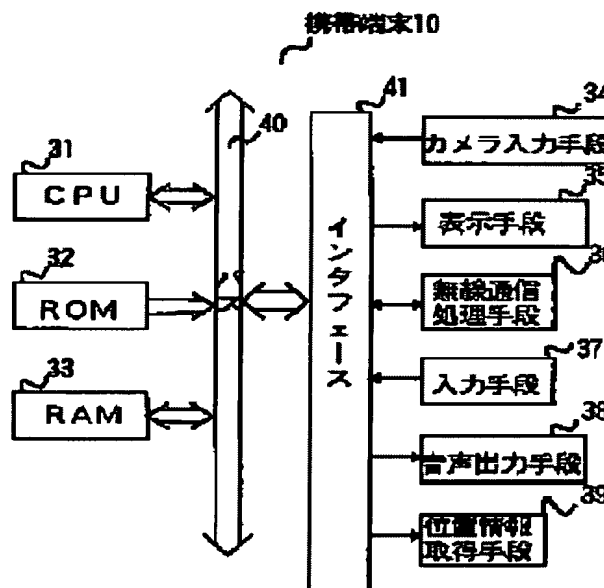 携帯端末10
31
CPU
32
ROM
33
RAM
40
バス
41
インタフェース
34
カメラ入力手段
35
表示手段
36
無線通信
処理手段
37
入力手段
38
音声出力手段
39
位置情報
取得手段